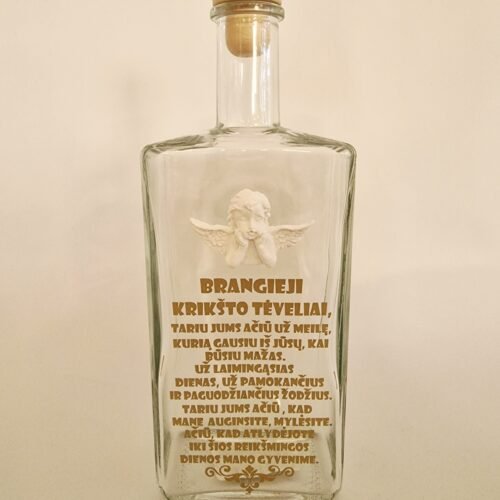 BRANGIEJI
KRIKŠTO TĖVELIAI,
TARIU JUMS AČIŪ UŽ MEILĘ,
KURIĄ GAUSIU IŠ JŪSŲ, KAI
BŪSIU MAŽAS.
UŽ LAIMINGĄSIAS
DIENAS, UŽ PAMOKANČIUS
IR PAGUODŽIANČIUS ŽODŽIUS.
TARIU JUMS AČIŪ, KAD
MANE AUGINSITE, MYLĖSITE.
AČIŪ, KAD ATLYDĖJOTE
IKI ŠIOS REIKŠMINGOS
DIENOS MANO GYVENIME.